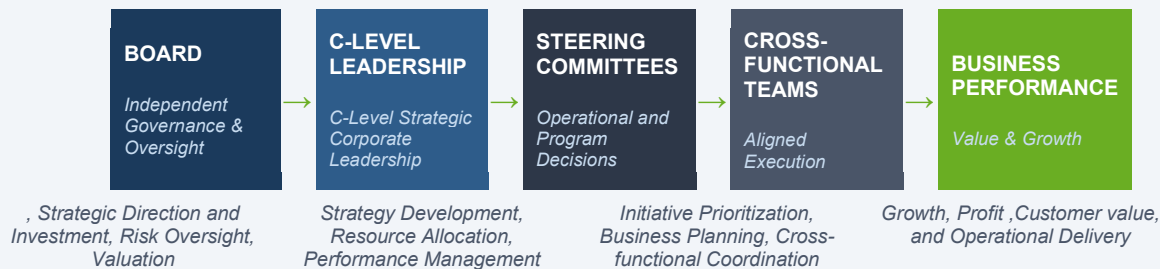 BOARD
Independent
Governance &
Oversight
→
C-LEVEL
LEADERSHIP
C-Level Strategic
Corporate
Leadership
→
STEERING
COMMITTEES
Operational and
Program
Decisions
→
CROSS-
FUNCTIONAL
TEAMS
Aligned
Execution
→
BUSINESS
PERFORMANCE
Value & Growth
, Strategic Direction and
Investment, Risk Oversight,
Valuation
Strategy Development,
Resource Allocation,
Performance Management
Initiative Prioritization,
Business Planning, Cross-
functional Coordination
Growth, Profit ,Customer value,
and Operational Delivery